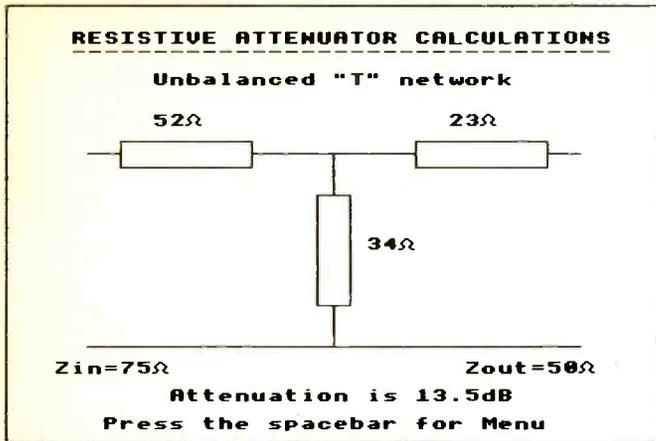 RESISTIVE ATTENUATOR CALCULATIONS
Unbalanced "T" network
52Ω 23Ω
34Ω
Zin=75Ω Zout=50Ω
Attenuation is 13.5dB
Press the spacebar for Menu